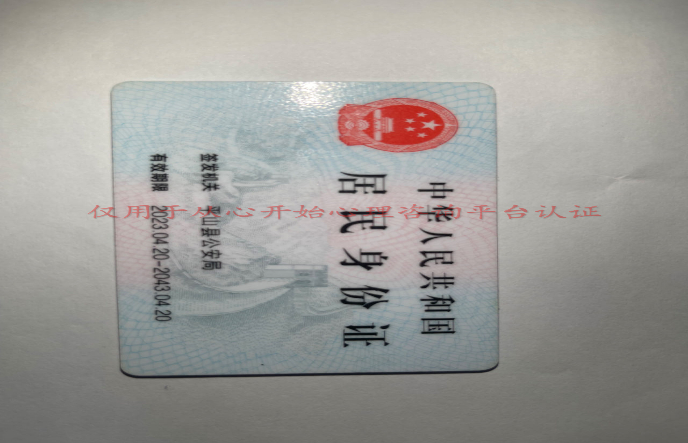 中华人民共和国
居民身份证
签发机关 平山县公安局
有效期限 2023.04.20-2043.04.20
仅用于从心开始心理咨询平台认证